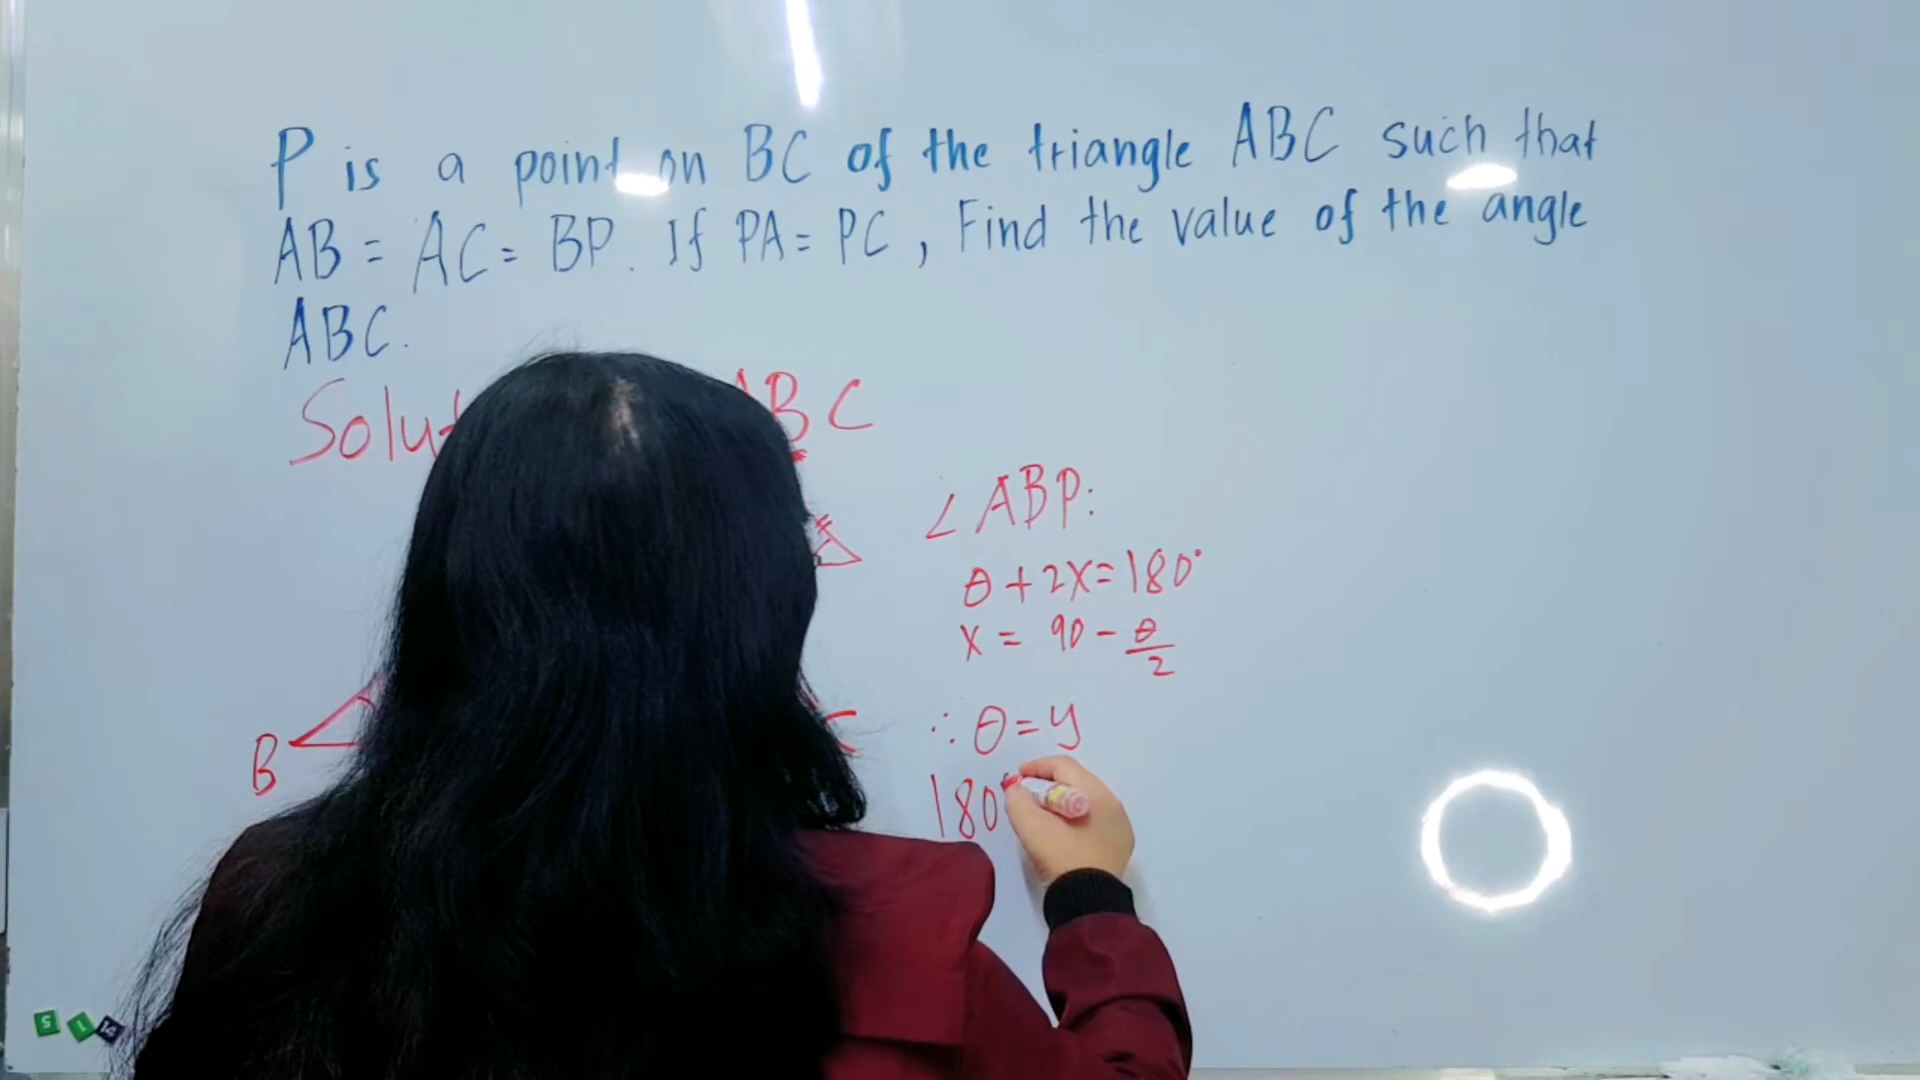 P is a point on BC of the triangle ABC such that
AB = AC = BP. If PA = PC, Find the value of the angle
ABC.
BC
∠ABP:
θ + 2x = 180°
x = 90 - θ/2
∴ θ = y
180°
B